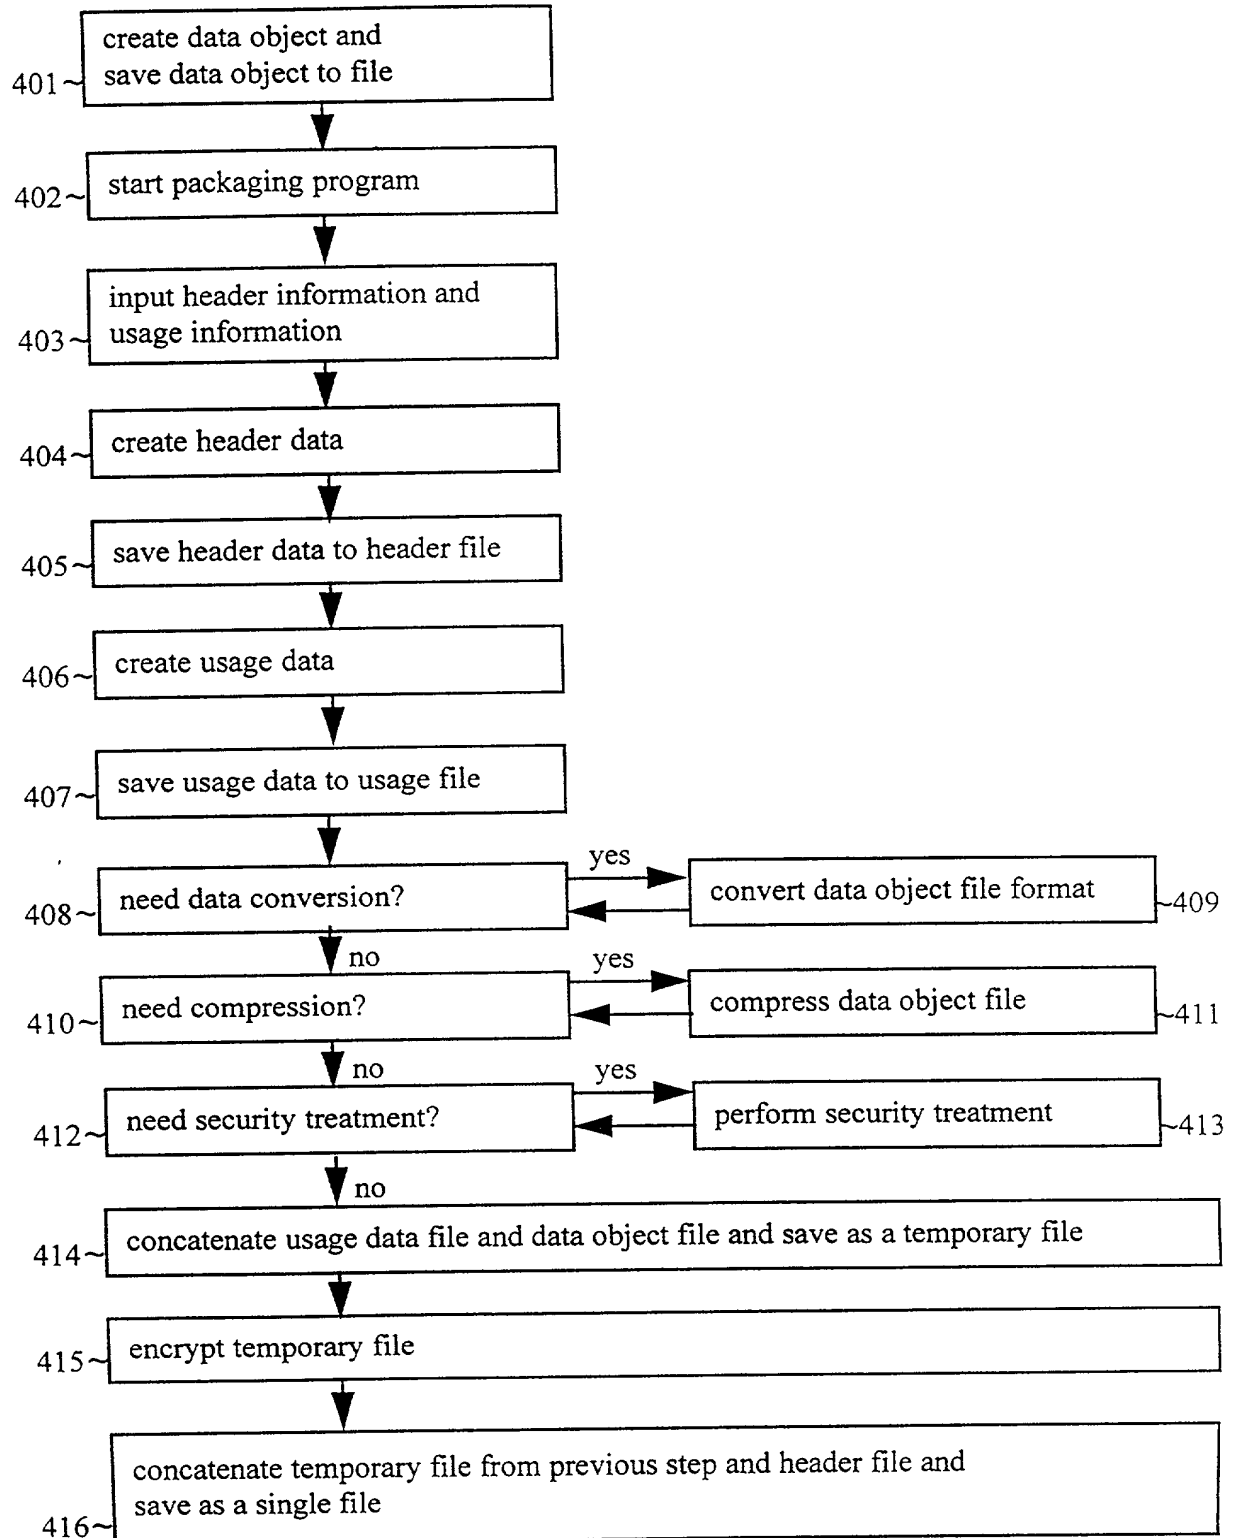 create data object and
save data object to file
401
start packaging program
402
input header information and
usage information
403
create header data
404
save header data to header file
405
create usage data
406
save usage data to usage file
407
need data conversion?
408
yes
convert data object file format
409
no
need compression?
410
yes
compress data object file
411
no
need security treatment?
412
yes
perform security treatment
413
no
concatenate usage data file and data object file and save as a temporary file
414
encrypt temporary file
415
concatenate temporary file from previous step and header file and
save as a single file
416